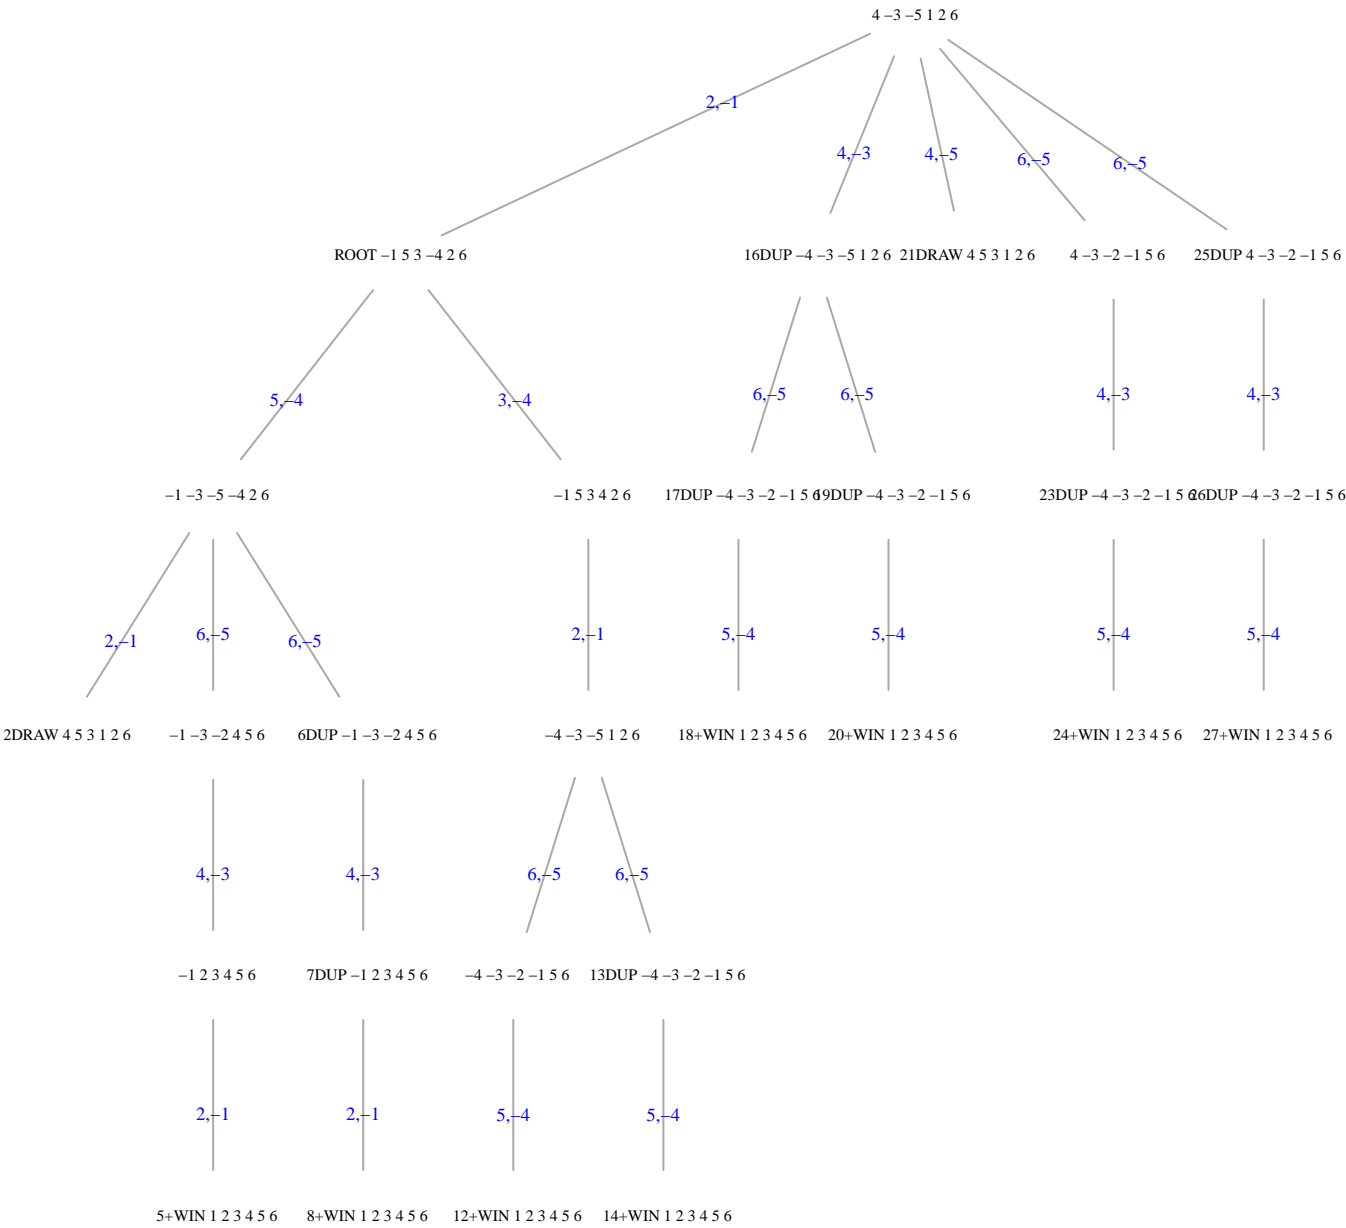 4 −3 −5 1 2 6
2,−1
4,−3
4,−5
6,−5
6,−5
ROOT −1 5 3 −4 2 6
16DUP −4 −3 −5 1 2 6
21DRAW 4 5 3 1 2 6
4 −3 −2 −1 5 6
25DUP 4 −3 −2 −1 5 6
5,−4
3,−4
6,−5
6,−5
4,−3
4,−3
−1 −3 −5 −4 2 6
−1 5 3 4 2 6
17DUP −4 −3 −2 −1 5 6
19DUP −4 −3 −2 −1 5 6
23DUP −4 −3 −2 −1 5 6
26DUP −4 −3 −2 −1 5 6
2,−1
6,−5
6,−5
2,−1
5,−4
5,−4
5,−4
5,−4
2DRAW 4 5 3 1 2 6
−1 −3 −2 4 5 6
6DUP −1 −3 −2 4 5 6
−4 −3 −5 1 2 6
18+WIN 1 2 3 4 5 6
20+WIN 1 2 3 4 5 6
24+WIN 1 2 3 4 5 6
27+WIN 1 2 3 4 5 6
4,−3
4,−3
6,−5
6,−5
−1 2 3 4 5 6
7DUP −1 2 3 4 5 6
−4 −3 −2 −1 5 6
13DUP −4 −3 −2 −1 5 6
2,−1
2,−1
5,−4
5,−4
5+WIN 1 2 3 4 5 6
8+WIN 1 2 3 4 5 6
12+WIN 1 2 3 4 5 6
14+WIN 1 2 3 4 5 6